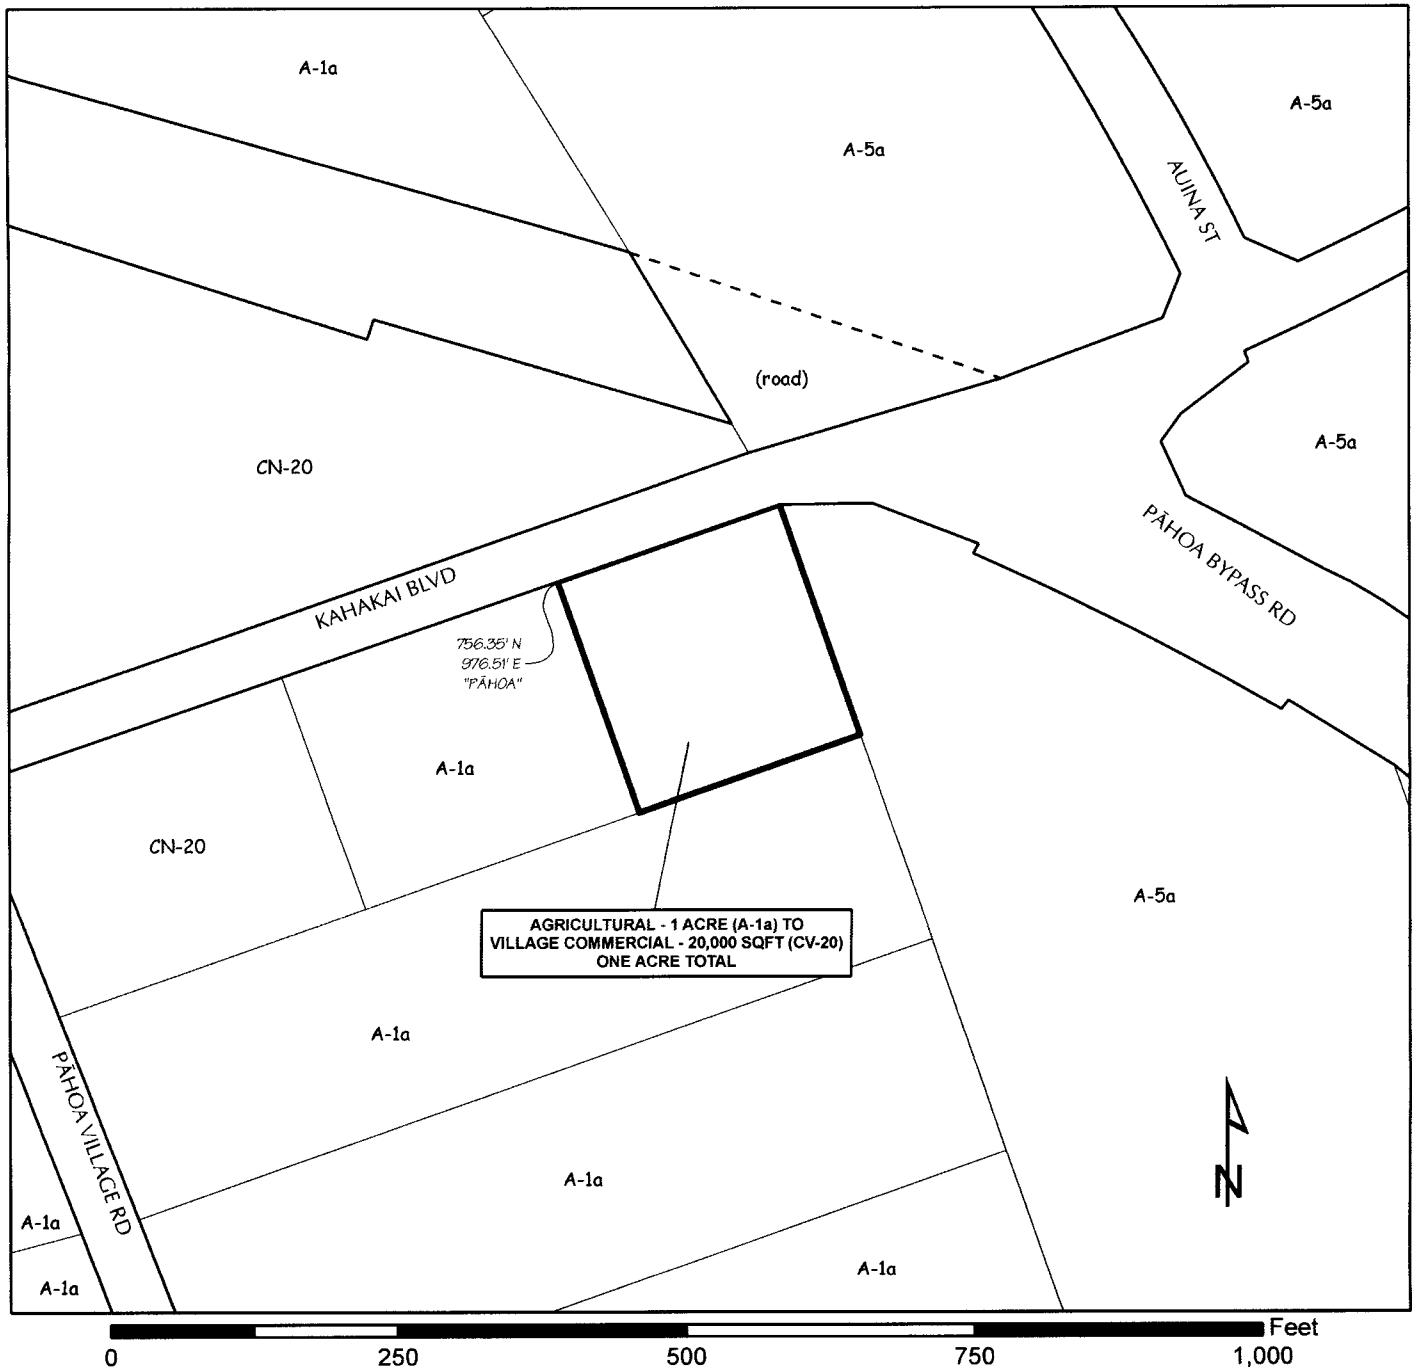 A-1a
A-5a
A-5a
AUINA ST
(road)
A-5a
CN-20
PĀHOA BYPASS RD
KAHAKAI BLVD
756.35' N
976.51' E
"PĀHOA"
A-1a
CN-20
A-5a
AGRICULTURAL - 1 ACRE (A-1a) TO
VILLAGE COMMERCIAL - 20,000 SQFT (CV-20)
ONE ACRE TOTAL
A-1a
PĀHOA VILLAGE RD
A-1a
N
A-1a
A-1a
A-1a
Feet
0 250 500 750 1,000